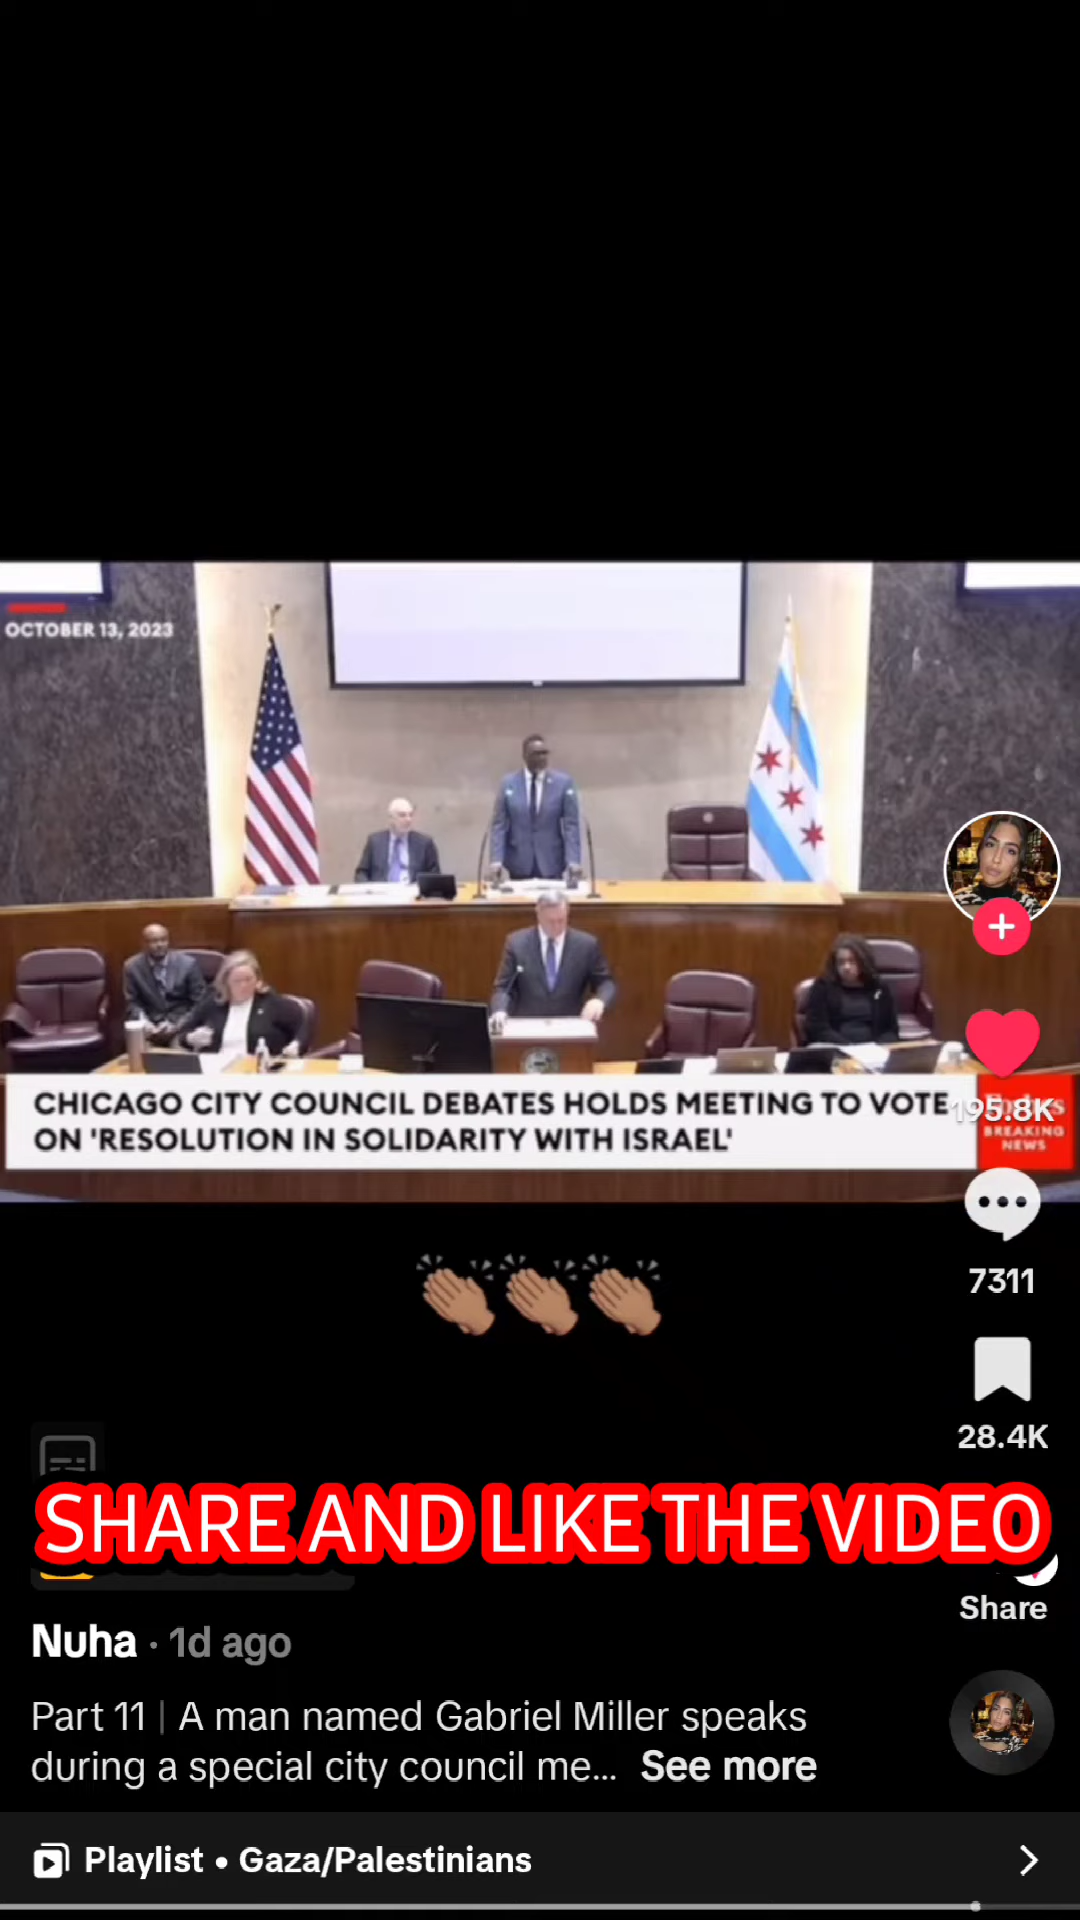 OCTOBER 13, 2023
CHICAGO CITY COUNCIL DEBATES HOLDS MEETING TO VOTE
ON 'RESOLUTION IN SOLIDARITY WITH ISRAEL'
Forbes
BREAKING
NEWS
195.8K
7311
28.4K
SHARE AND LIKE THE VIDEO
Share
Nuha · 1d ago
Part 11 | A man named Gabriel Miller speaks
during a special city council me... See more
Playlist • Gaza/Palestinians